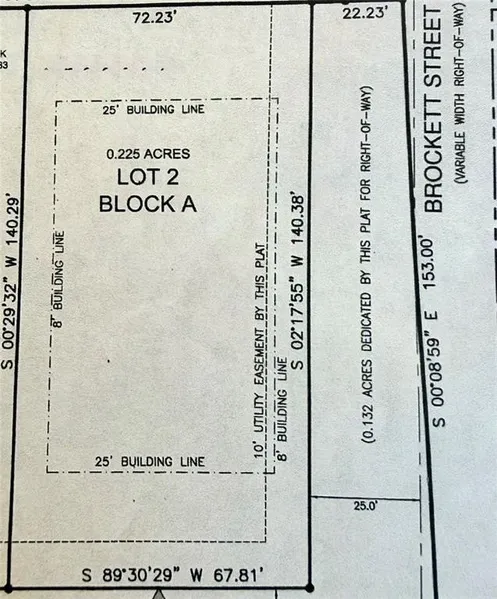 72.23'
22.23'
K
33
25' BUILDING LINE
0.225 ACRES
LOT 2
BLOCK A
S 00°29'32" W 140.29'
8' BUILDING LINE
10' UTILITY EASEMENT BY THIS PLAT
8' BUILDING LINE
S 02°17'55" W 140.38'
(0.132 ACRES DEDICATED BY THIS PLAT FOR RIGHT-OF-WAY)
S 00°08'59" E 153.00'
BROCKETT STREET
(VARIABLE WIDTH RIGHT-OF-WAY)
25' BUILDING LINE
25.0'
S 89°30'29" W 67.81'